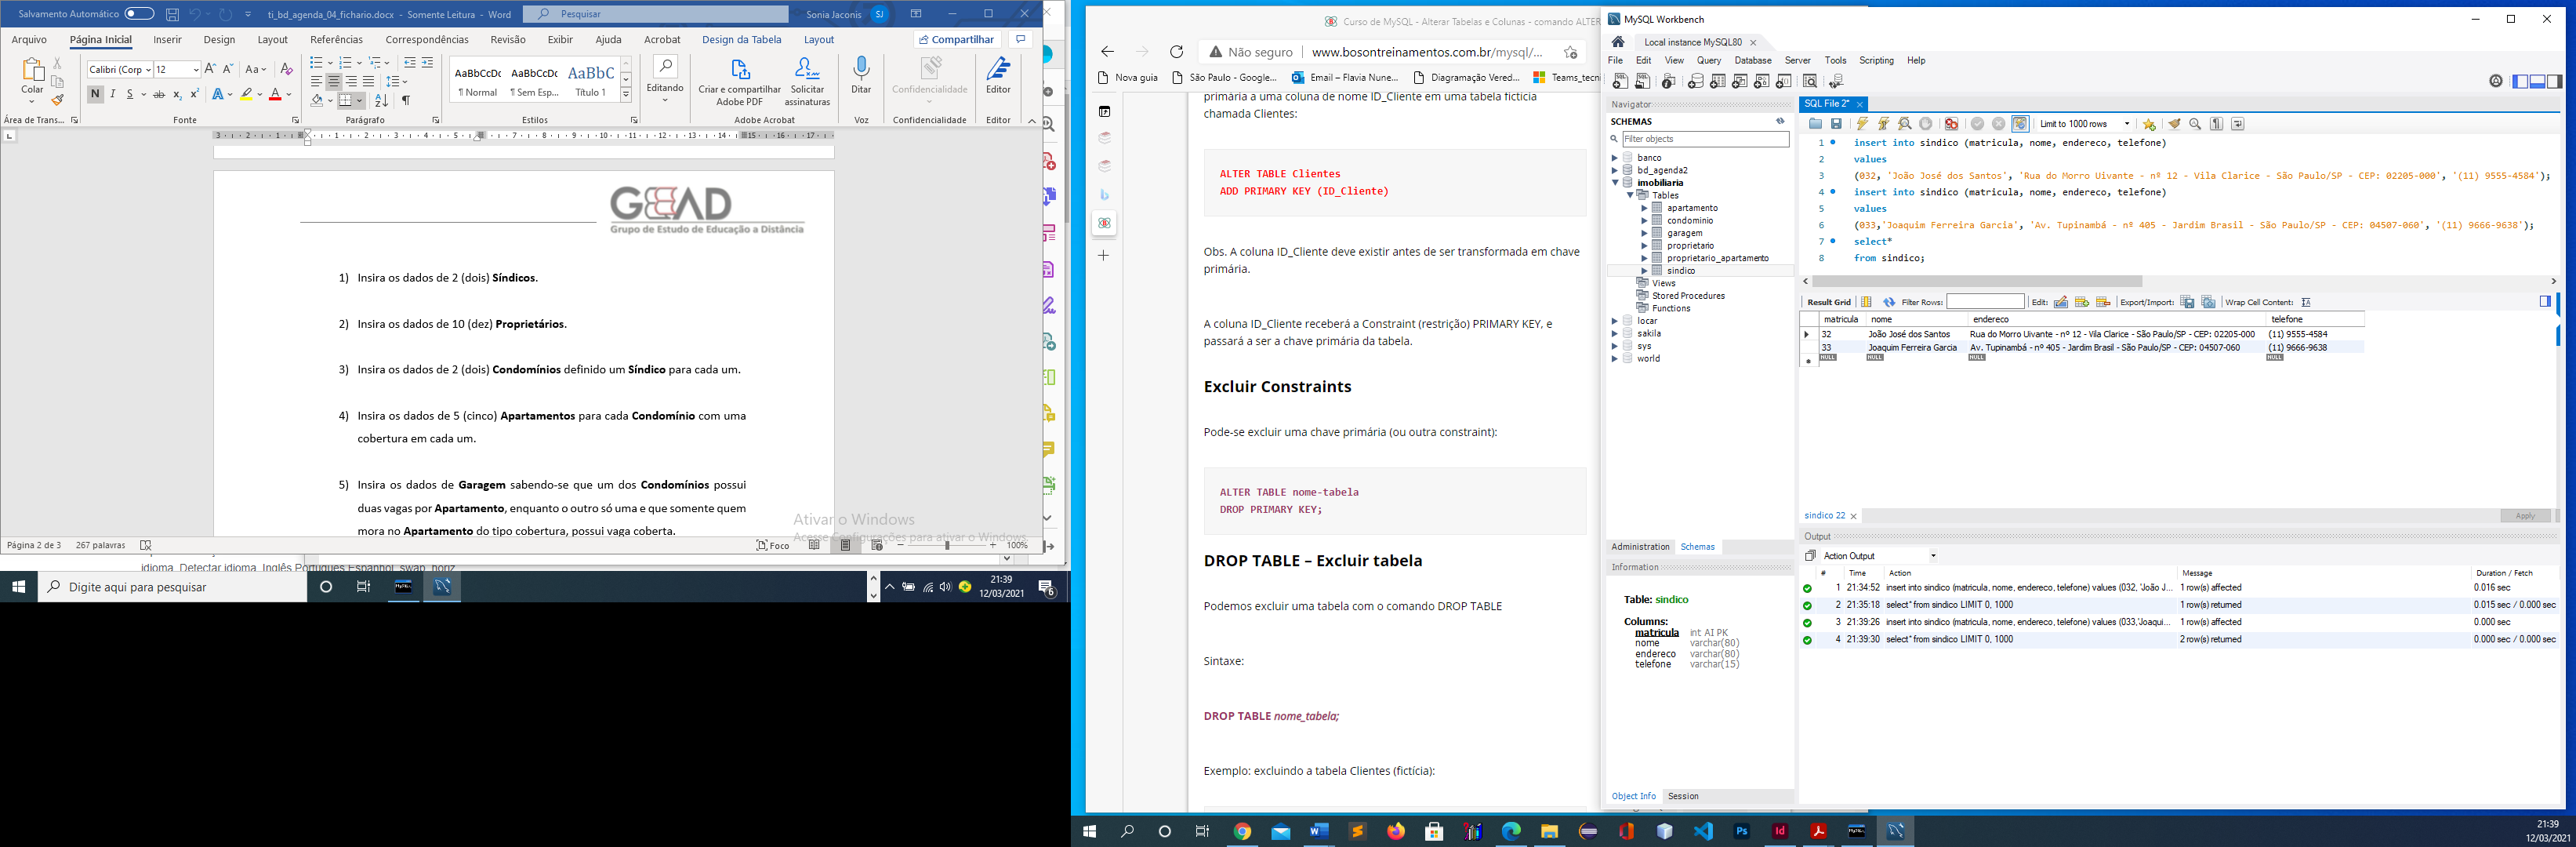 Salvamento Automático
ti_bd_agenda_04_fichario.docx - Somente Leitura - Word
Pesquisar
Sonia Jaconis
SJ
Arquivo
Página Inicial
Inserir
Design
Layout
Referências
Correspondências
Revisão
Exibir
Ajuda
Acrobat
Design da Tabela
Layout
Compartilhar
Colar
Calibri (Corp
12
AaBbCcDc
¶ Normal
AaBbCcDc
¶ Sem Esp...
AaBbC
Título 1
Editando
Criar e compartilhar
Adobe PDF
Solicitar
assinaturas
Ditar
Confidencialidade
Editor
Área de Trans...
Fonte
Parágrafo
Estilos
Adobe Acrobat
Voz
Confidencialidade
Editor
GEEAD
Grupo de Estudo de Educação a Distância
1) Insira os dados de 2 (dois) Síndicos.
2) Insira os dados de 10 (dez) Proprietários.
3) Insira os dados de 2 (dois) Condomínios definido um Síndico para cada um.
4) Insira os dados de 5 (cinco) Apartamentos para cada Condomínio com uma
cobertura em cada um.
5) Insira os dados de Garagem sabendo-se que um dos Condomínios possui
duas vagas por Apartamento, enquanto o outro só uma e que somente quem
mora no Apartamento do tipo cobertura, possui vaga coberta.
Ativar o Windows
Acesse Configurações para ativar o Windows.
Página 2 de 3
267 palavras
Foco
100%
idioma. Detectar idioma. Inglês Português Espanhol. swap_horiz
Digite aqui para pesquisar
21:39
12/03/2021
6
Curso de MySQL - Alterar Tabelas e Colunas - comando ALTER
Não seguro
www.bosontreinamentos.com.br/mysql/...
Nova guia
São Paulo - Google...
Email – Flavia Nune...
Diagramação Vered...
Teams_tecni
primária a uma coluna de nome ID_Cliente em uma tabela fictícia
chamada Clientes:
ALTER TABLE Clientes
ADD PRIMARY KEY (ID_Cliente)
Obs. A coluna ID_Cliente deve existir antes de ser transformada em chave
primária.
A coluna ID_Cliente receberá a Constraint (restrição) PRIMARY KEY, e
passará a ser a chave primária da tabela.
Excluir Constraints
Pode-se excluir uma chave primária (ou outra constraint):
ALTER TABLE nome-tabela
DROP PRIMARY KEY;
DROP TABLE – Excluir tabela
Podemos excluir uma tabela com o comando DROP TABLE
Sintaxe:
DROP TABLE nome_tabela;
Exemplo: excluindo a tabela Clientes (fictícia):
MySQL Workbench
Local instance MySQL80
File Edit View Query Database Server Tools Scripting Help
Navigator
SCHEMAS
Filter objects
banco
bd_agenda2
imobiliaria
Tables
apartamento
condominio
garagem
proprietario
proprietario_apartamento
sindico
Views
Stored Procedures
Functions
locar
sakila
sys
world
Administration
Schemas
Information
Table: sindico
Columns:
matricula int AI PK
nome varchar(80)
endereco varchar(80)
telefone varchar(15)
Object Info
Session
SQL File 2*
Limit to 1000 rows
1 insert into sindico (matricula, nome, endereco, telefone)
2 values
3 (032, 'João José dos Santos', 'Rua do Morro Uivante - nº 12 - Vila Clarice - São Paulo/SP - CEP: 02205-000', '(11) 9555-4584');
4 insert into sindico (matricula, nome, endereco, telefone)
5 values
6 (033,'Joaquim Ferreira Garcia', 'Av. Tupinambá - nº 405 - Jardim Brasil - São Paulo/SP - CEP: 04507-060', '(11) 9666-9638');
7 select*
8 from sindico;
Result Grid
Filter Rows:
Edit:
Export/Import:
Wrap Cell Content:
matricula nome endereco telefone
32 João José dos Santos Rua do Morro Uivante - nº 12 - Vila Clarice - São Paulo/SP - CEP: 02205-000 (11) 9555-4584
33 Joaquim Ferreira Garcia Av. Tupinambá - nº 405 - Jardim Brasil - São Paulo/SP - CEP: 04507-060 (11) 9666-9638
NULL NULL NULL NULL
sindico 22
Apply
Output
Action Output
# Time Action Message Duration / Fetch
1 21:34:52 insert into sindico (matricula, nome, endereco, telefone) values (032, 'João J... 1 row(s) affected 0.016 sec
2 21:35:18 select* from sindico LIMIT 0, 1000 1 row(s) returned 0.015 sec / 0.000 sec
3 21:39:26 insert into sindico (matricula, nome, endereco, telefone) values (033,'Joaqui... 1 row(s) affected 0.000 sec
4 21:39:30 select* from sindico LIMIT 0, 1000 2 row(s) returned 0.000 sec / 0.000 sec
21:39
12/03/2021